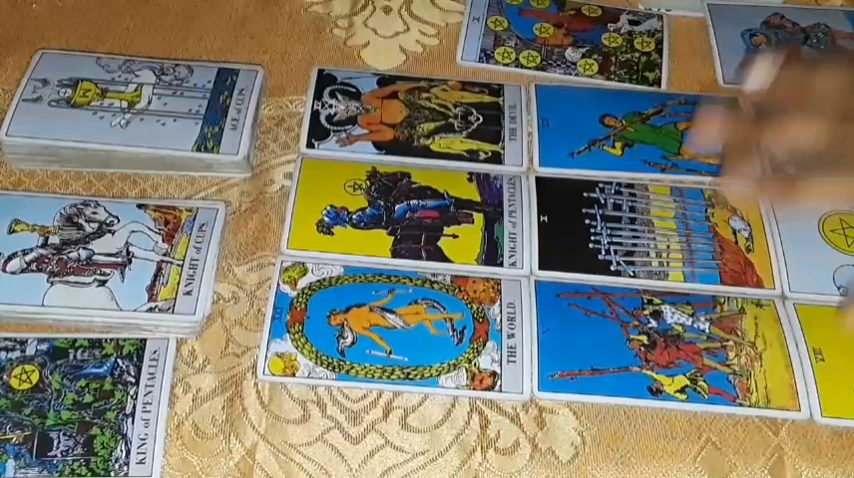 ACE OF CUPS
KNIGHT OF CUPS
KING OF PENTACLES
THE DEVIL
KNIGHT OF PENTACLES
THE WORLD
X